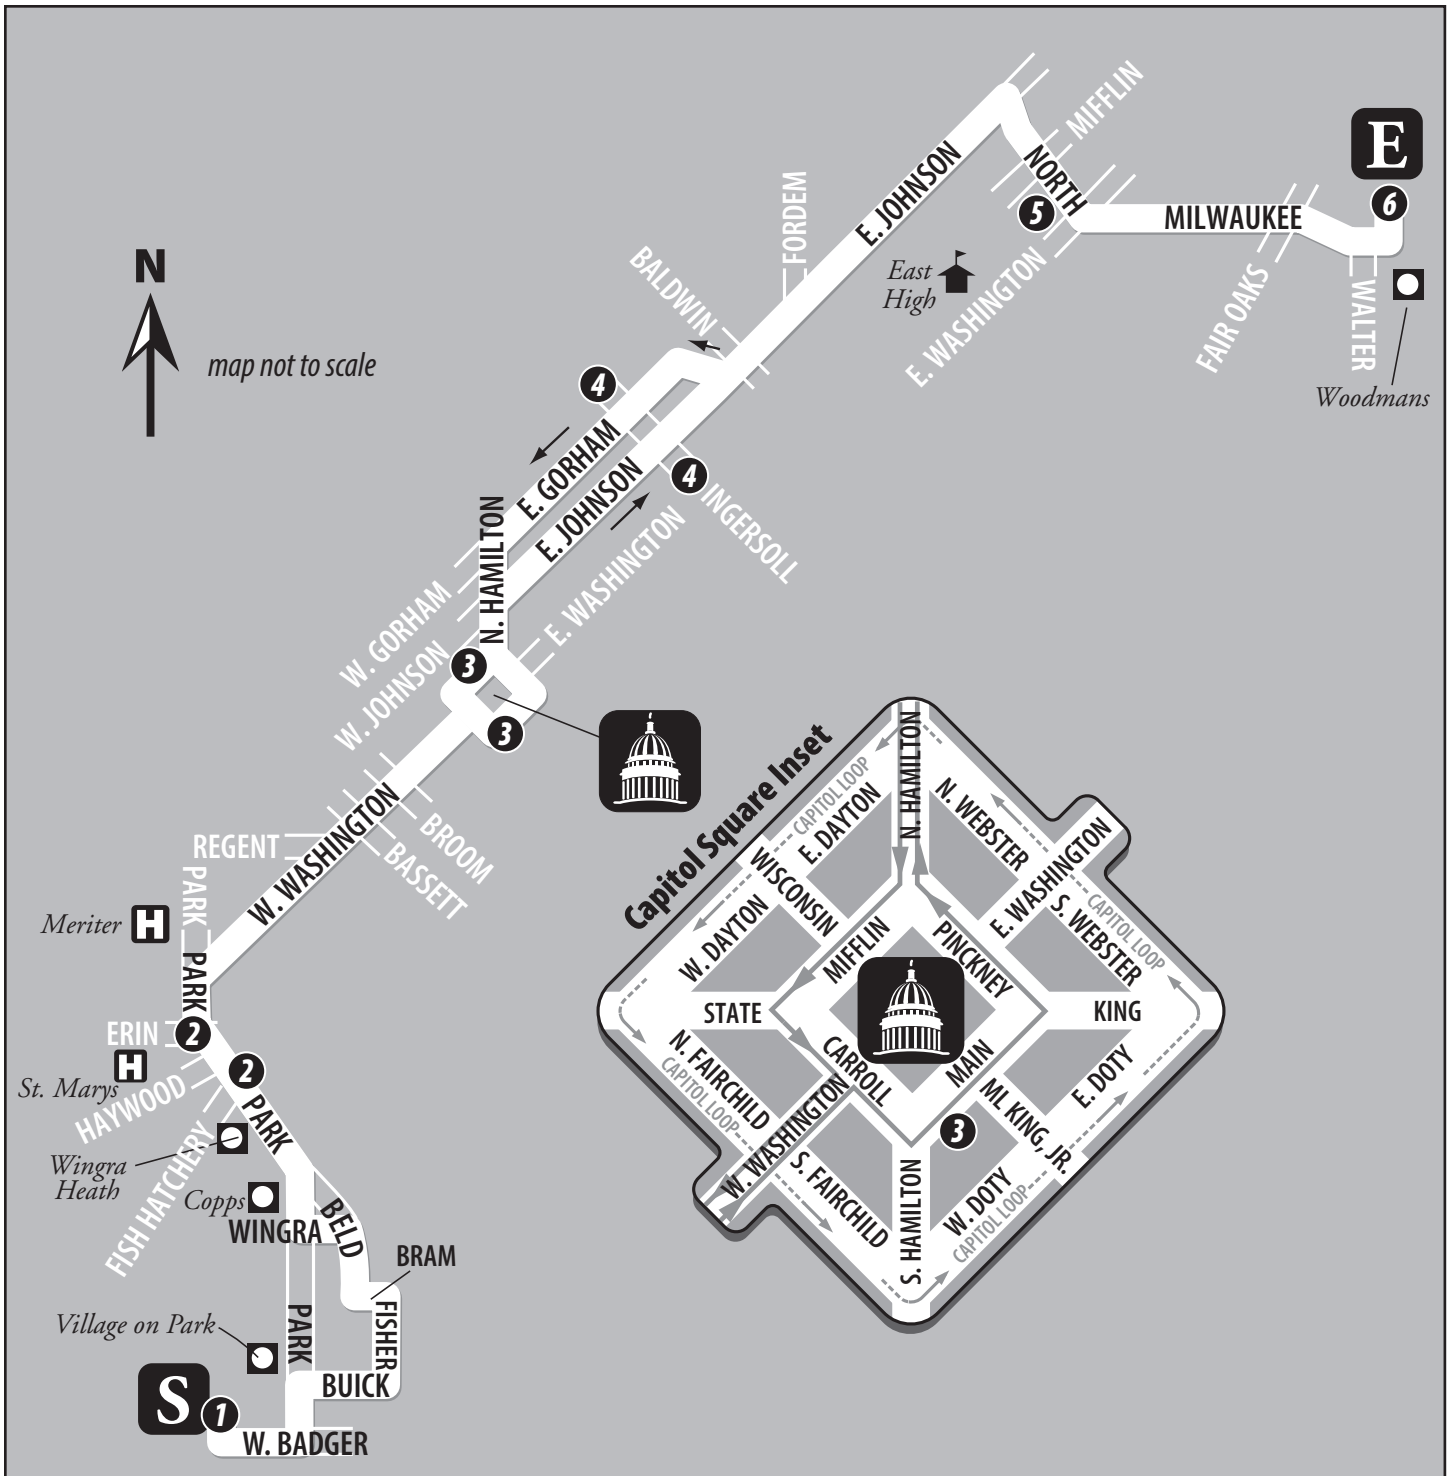 MIFFLIN
E
E. JOHNSON
NORTH
FORDEM
5
MILWAUKEE
6
N
BALDWIN
East
High
E. WASHINGTON
FAIR OAKS
WALTER
map not to scale
Woodmans
4
E. GORHAM
E. JOHNSON
4
INGERSOLL
N. HAMILTON
E. WASHINGTON
W. GORHAM
W. JOHNSON
3
3
W. WASHINGTON
BROOM
BASSETT
REGENT
PARK
Meriter
H
PARK
ERIN
2
St. Marys
H
HAYWOOD
2
PARK
Wingra
Heath
FISH HATCHERY
Copps
WINGRA
BELD
BRAM
PARK
FISHER
Village on Park
BUICK
S
1
W. BADGER
Capitol Square Inset
CAPITOL LOOP
E. DAYTON
N. HAMILTON
N. WEBSTER
E. WASHINGTON
WISCONSIN
W. DAYTON
MIFFLIN
PINCKNEY
S. WEBSTER
CAPITOL LOOP
STATE
KING
N. FAIRCHILD
CAPITOL LOOP
CARROLL
MAIN
E. DOTY
ML KING, JR.
3
W. WASHINGTON
S. FAIRCHILD
S. HAMILTON
W. DOTY
CAPITOL LOOP